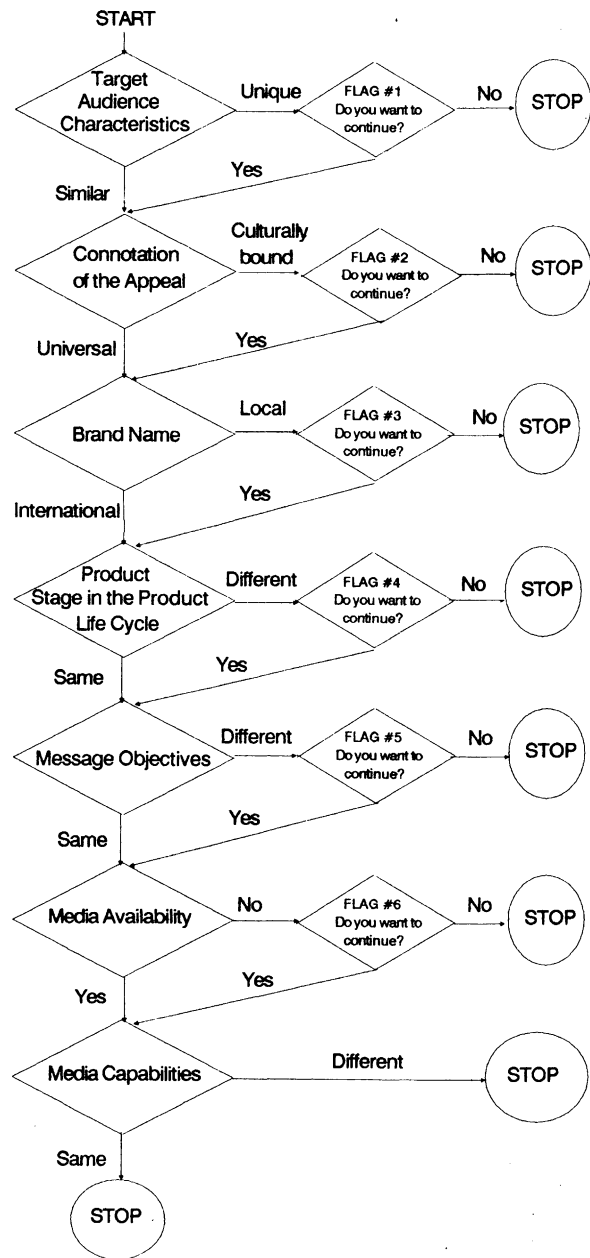 START
Target
Audience
Characteristics
Unique
FLAG #1
Do you want to
continue?
No
STOP
Yes
Similar
Connotation
of the Appeal
Culturally
bound
FLAG #2
Do you want to
continue?
No
STOP
Yes
Universal
Brand Name
Local
FLAG #3
Do you want to
continue?
No
STOP
Yes
International
Product
Stage in the Product
Life Cycle
Different
FLAG #4
Do you want to
continue?
No
STOP
Yes
Same
Message Objectives
Different
FLAG #5
Do you want to
continue?
No
STOP
Yes
Same
Media Availability
No
FLAG #6
Do you want to
continue?
No
STOP
Yes
Yes
Media Capabilities
Different
STOP
Same
STOP